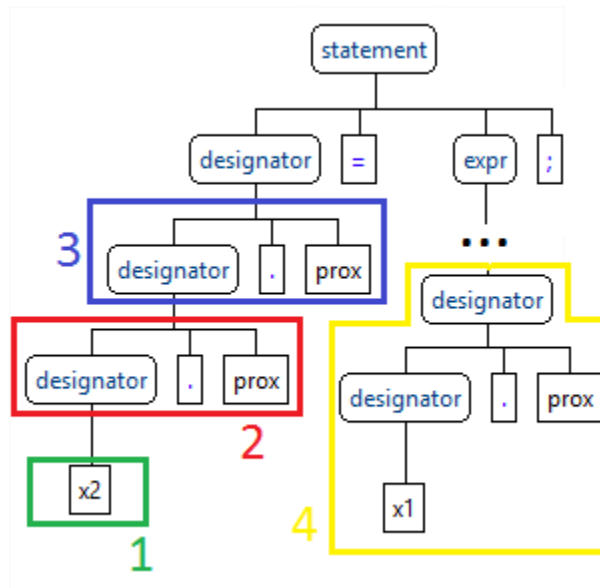 statement
designator = expr ;
3 designator . prox ...
designator
2 designator . prox
designator . prox
x2
x1
1
4